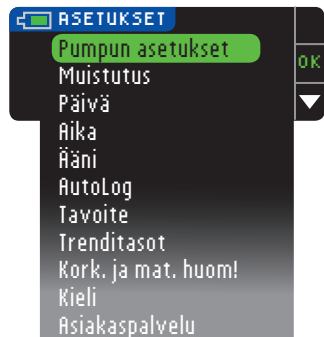 ASETUKSET
Pumpun asetukset
OK
Muistutus
Päivä
Aika
Ääni
AutoLog
Tavoite
Trenditasot
Kork. ja mat. huom!
Kieli
Asiakaspalvelu